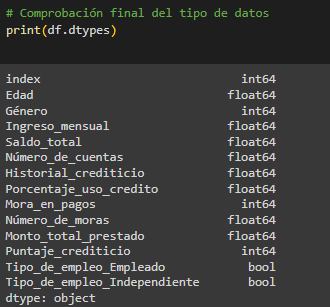 # Comprobación final del tipo de datos
print(df.dtypes)
index int64
Edad float64
Género int64
Ingreso_mensual float64
Saldo_total float64
Número_de_cuentas float64
Historial_crediticio float64
Porcentaje_uso_credito float64
Mora_en_pagos int64
Número_de_moras float64
Monto_total_prestado float64
Puntaje_crediticio int64
Tipo_de_empleo_Empleado bool
Tipo_de_empleo_Independiente bool
dtype: object